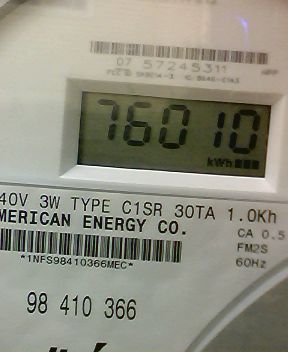 07 57245311
76010
kWh
40V 3W TYPE C1SR 30TA 1.0Kh
MERICAN ENERGY CO.
CA 0.5
FM2S
60Hz
*1NFS98410366MEC*
98 410 366